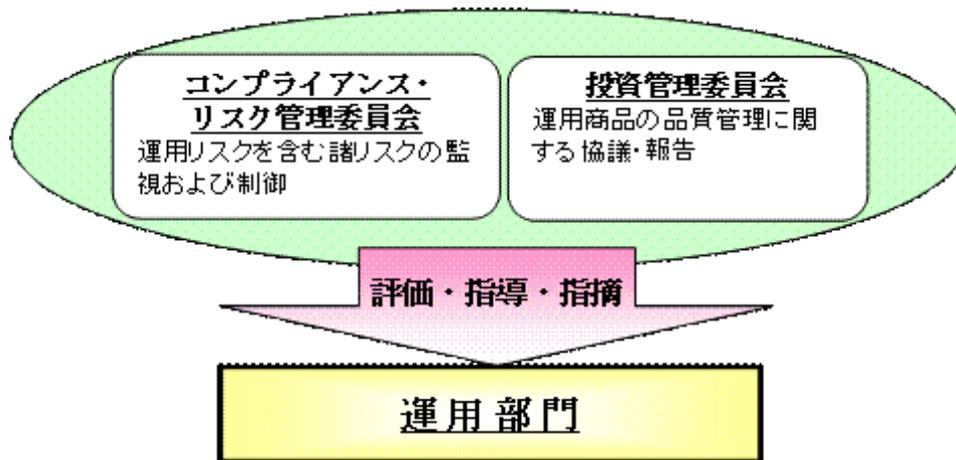 コンプライアンス・
リスク管理委員会
運用リスクを含む諸リスクの監
視および制御
投資管理委員会
運用商品の品質管理に関
する協議・報告
評価・指導・指摘
運用部門